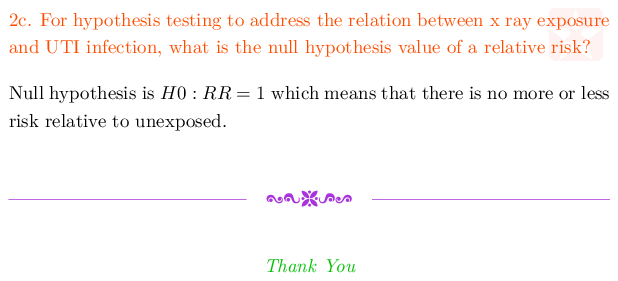 2c. For hypothesis testing to address the relation between x ray exposure
and UTI infection, what is the null hypothesis value of a relative risk?
Null hypothesis is H0 : RR = 1 which means that there is no more or less
risk relative to unexposed.
Thank You